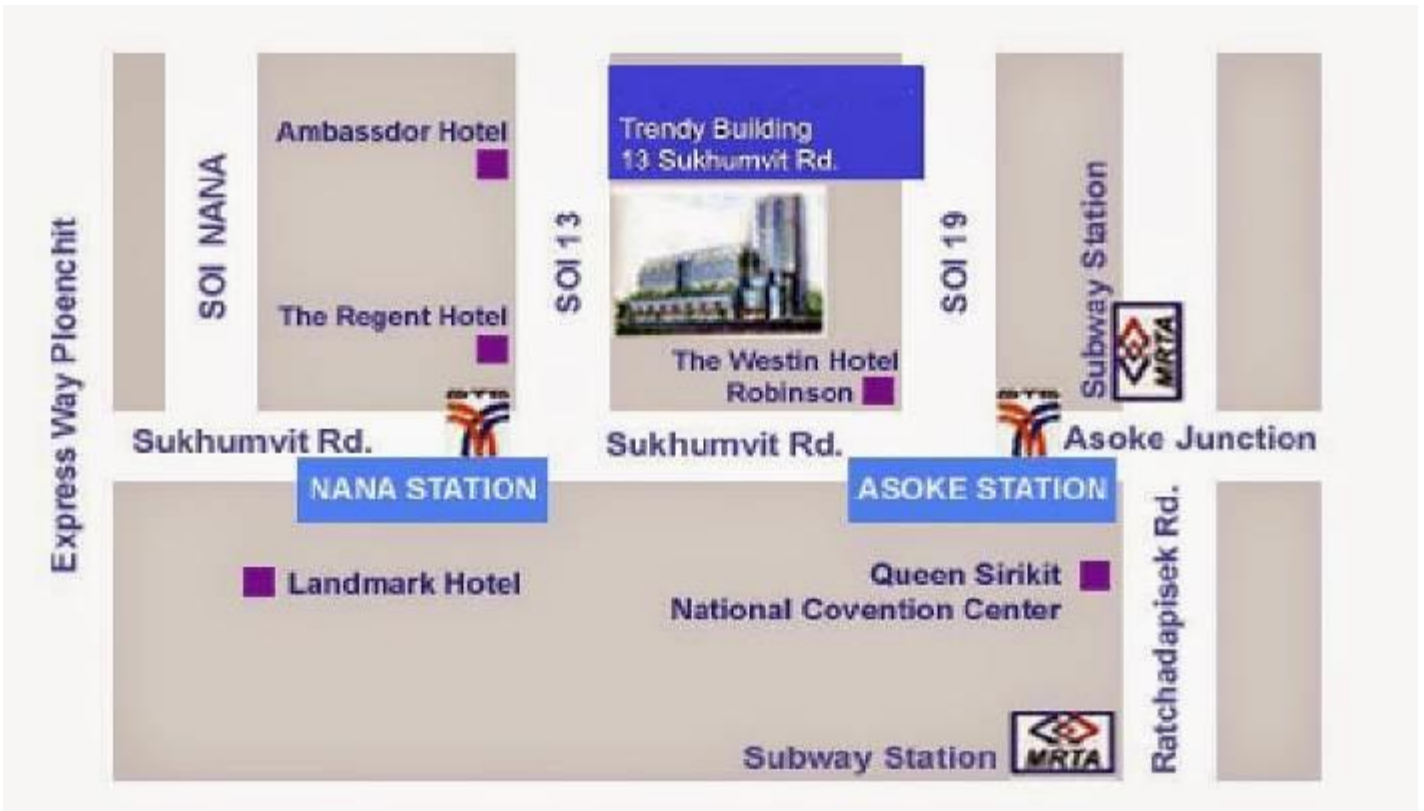 Ambassdor Hotel
Trendy Building
13 Sukhumvit Rd.
SOI NANA
SOI 13
SOI 19
Subway Station
Express Way Ploenchit
The Regent Hotel
MRTA
The Westin Hotel
Robinson
BTS
BTS
Sukhumvit Rd.
Sukhumvit Rd.
Asoke Junction
NANA STATION
ASOKE STATION
Ratchadapisek Rd.
Landmark Hotel
Queen Sirikit
National Covention Center
Subway Station
MRTA